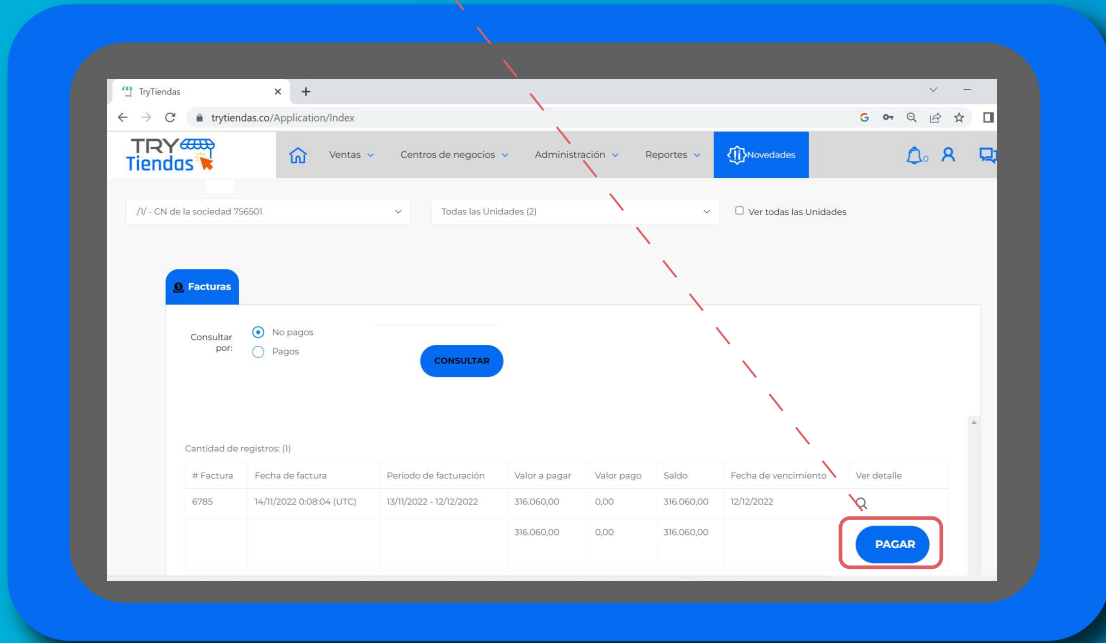 TryTiendas
trytiendas.co/Application/Index
TRY
Tiendas
Ventas
Centros de negocios
Administración
Reportes
Novedades
0
/1/ - CN de la sociedad 756501
Todas las Unidades (2)
Ver todas las Unidades
Facturas
Consultar por:
No pagos
Pagos
CONSULTAR
Cantidad de registros: (1)
# Factura Fecha de factura Periodo de facturación Valor a pagar Valor pago Saldo Fecha de vencimiento Ver detalle
6785 14/11/2022 0:08:04 (UTC) 13/11/2022 - 12/12/2022 316.060,00 0,00 316.060,00 12/12/2022
316.060,00 0,00 316.060,00
PAGAR